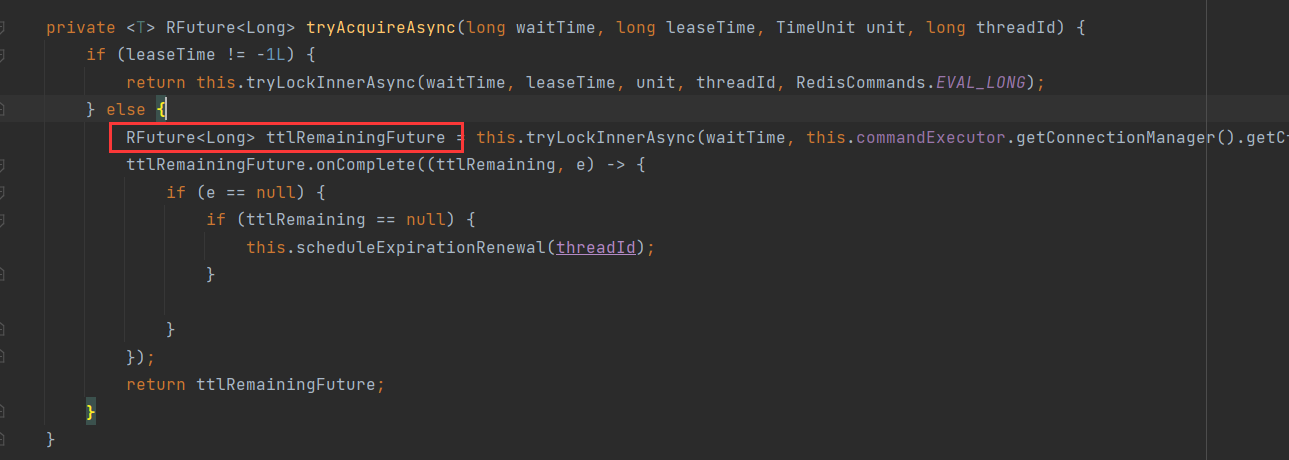 private <T> RFuture<Long> tryAcquireAsync(long waitTime, long leaseTime, TimeUnit unit, long threadId) {
if (leaseTime != -1L) {
return this.tryLockInnerAsync(waitTime, leaseTime, unit, threadId, RedisCommands.EVAL_LONG);
} else {
RFuture<Long> ttlRemainingFuture = this.tryLockInnerAsync(waitTime, this.commandExecutor.getConnectionManager().getC
ttlRemainingFuture.onComplete((ttlRemaining, e) -> {
if (e == null) {
if (ttlRemaining == null) {
this.scheduleExpirationRenewal(threadId);
}
}
});
return ttlRemainingFuture;
}
}